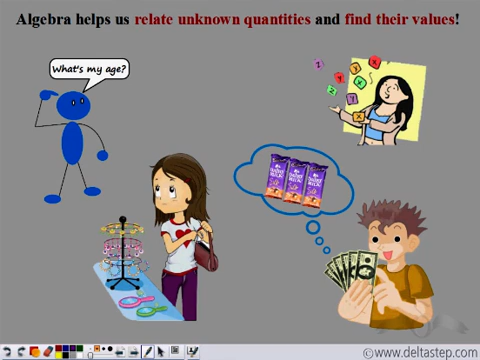 Algebra helps us relate unknown quantities and find their values!
What's my age?
©www.deltastep.com